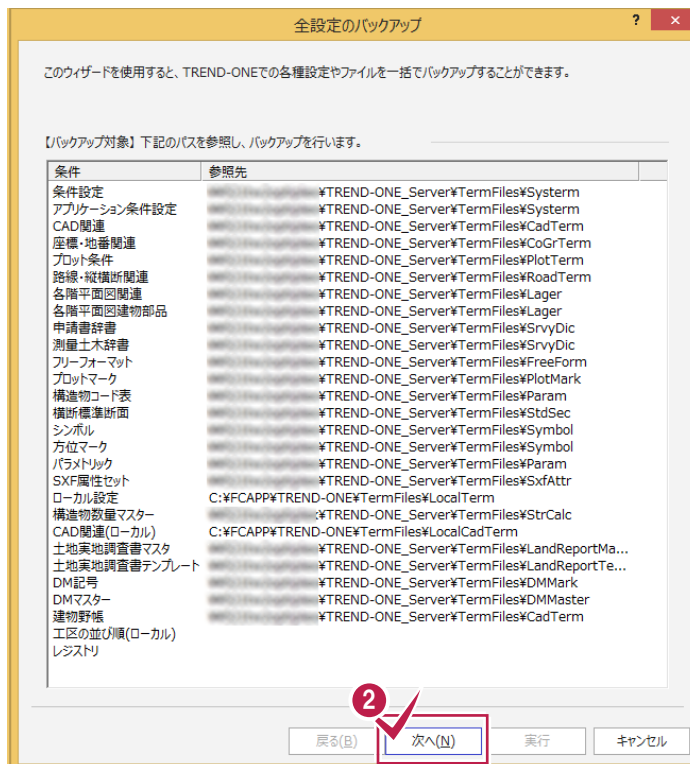 全設定のバックアップ
? ×
このウィザードを使用すると、TREND-ONEでの各種設定やファイルを一括でバックアップすることができます。
【バックアップ対象】下記のパスを参照し、バックアップを行います。
条件 参照先
条件設定 ¥TREND-ONE_Server¥TermFiles¥Systerm
アプリケーション条件設定 ¥TREND-ONE_Server¥TermFiles¥Systerm
CAD関連 ¥TREND-ONE_Server¥TermFiles¥CadTerm
座標・地番関連 ¥TREND-ONE_Server¥TermFiles¥CoGrTerm
プロット条件 ¥TREND-ONE_Server¥TermFiles¥PlotTerm
路線・縦横断関連 ¥TREND-ONE_Server¥TermFiles¥RoadTerm
各階平面図関連 ¥TREND-ONE_Server¥TermFiles¥Lager
各階平面図建物部品 ¥TREND-ONE_Server¥TermFiles¥Lager
申請書辞書 ¥TREND-ONE_Server¥TermFiles¥SrvyDic
測量土木辞書 ¥TREND-ONE_Server¥TermFiles¥SrvyDic
フリーフォーマット ¥TREND-ONE_Server¥TermFiles¥FreeForm
プロットマーク ¥TREND-ONE_Server¥TermFiles¥PlotMark
構造物コード表 ¥TREND-ONE_Server¥TermFiles¥Param
横断標準断面 ¥TREND-ONE_Server¥TermFiles¥StdSec
シンボル ¥TREND-ONE_Server¥TermFiles¥Symbol
方位マーク ¥TREND-ONE_Server¥TermFiles¥Symbol
パラメトリック ¥TREND-ONE_Server¥TermFiles¥Param
SXF属性セット ¥TREND-ONE_Server¥TermFiles¥SxfAttr
ローカル設定 C:¥FCAPP¥TREND-ONE¥TermFiles¥LocalTerm
構造物数量マスター ¥TREND-ONE_Server¥TermFiles¥StrCalc
CAD関連(ローカル) C:¥FCAPP¥TREND-ONE¥TermFiles¥LocalCadTerm
土地実地調査書マスタ ¥TREND-ONE_Server¥TermFiles¥LandReportMa...
土地実地調査書テンプレート ¥TREND-ONE_Server¥TermFiles¥LandReportTe...
DM記号 ¥TREND-ONE_Server¥TermFiles¥DMMark
DMマスター ¥TREND-ONE_Server¥TermFiles¥DMMaster
建物野帳 ¥TREND-ONE_Server¥TermFiles¥CadTerm
工区の並び順(ローカル)
レジストリ
2
戻る(B) 次へ(N) 実行 キャンセル